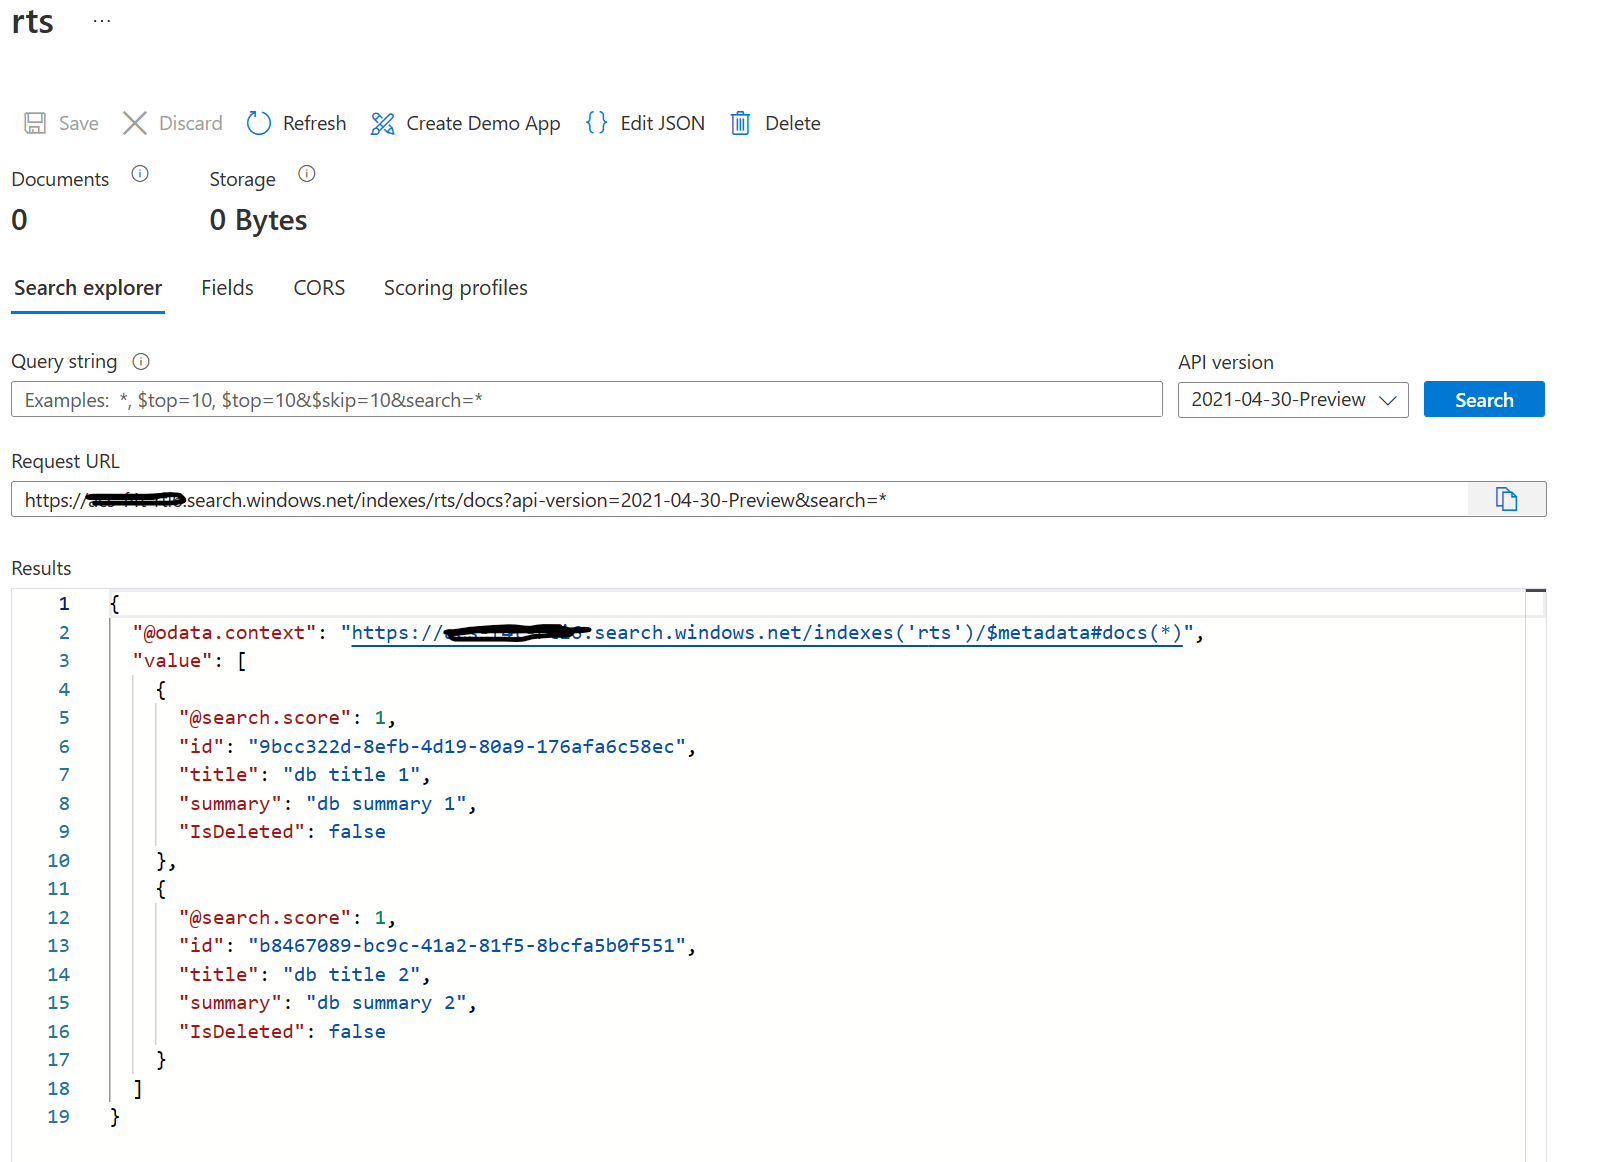 rts ...
Save Discard Refresh Create Demo App {} Edit JSON Delete
Documents Storage
0 0 Bytes
Search explorer Fields CORS Scoring profiles
Query string API version
Examples: *, $top=10, $top=10&$skip=10&search=* 2021-04-30-Preview Search
Request URL
https://.search.windows.net/indexes/rts/docs?api-version=2021-04-30-Preview&search=*
Results
1 {
2 "@odata.context": "https://.search.windows.net/indexes('rts')/$metadata#docs(*)",
3 "value": [
4 {
5 "@search.score": 1,
6 "id": "9bcc322d-8efb-4d19-80a9-176afa6c58ec",
7 "title": "db title 1",
8 "summary": "db summary 1",
9 "IsDeleted": false
10 },
11 {
12 "@search.score": 1,
13 "id": "b8467089-bc9c-41a2-81f5-8bcfa5b0f551",
14 "title": "db title 2",
15 "summary": "db summary 2",
16 "IsDeleted": false
17 }
18 ]
19 }